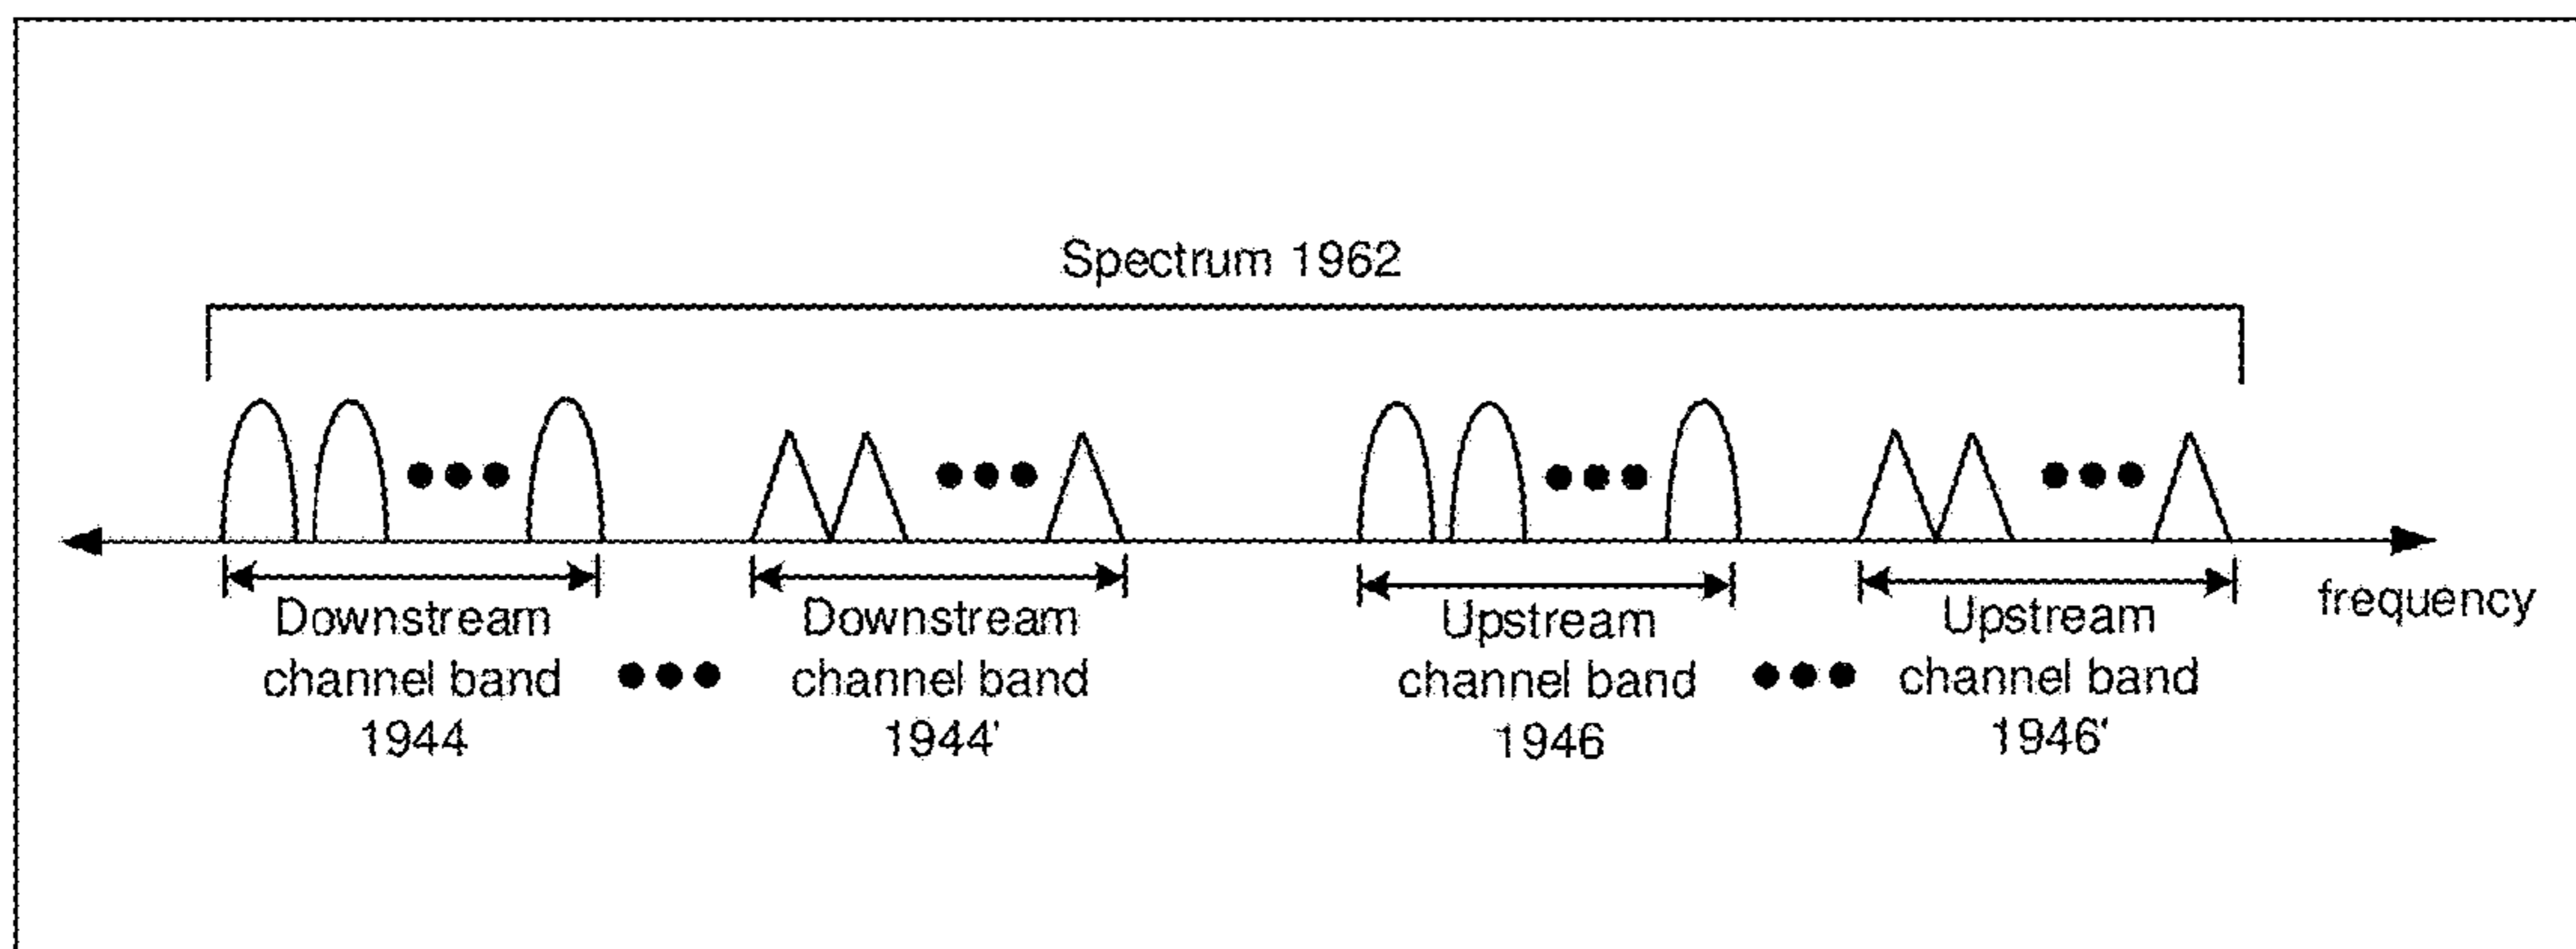 Spectrum 1962
Downstream
channel band
1944
Downstream
channel band
1944'
Upstream
channel band
1946
Upstream
channel band
1946'
frequency